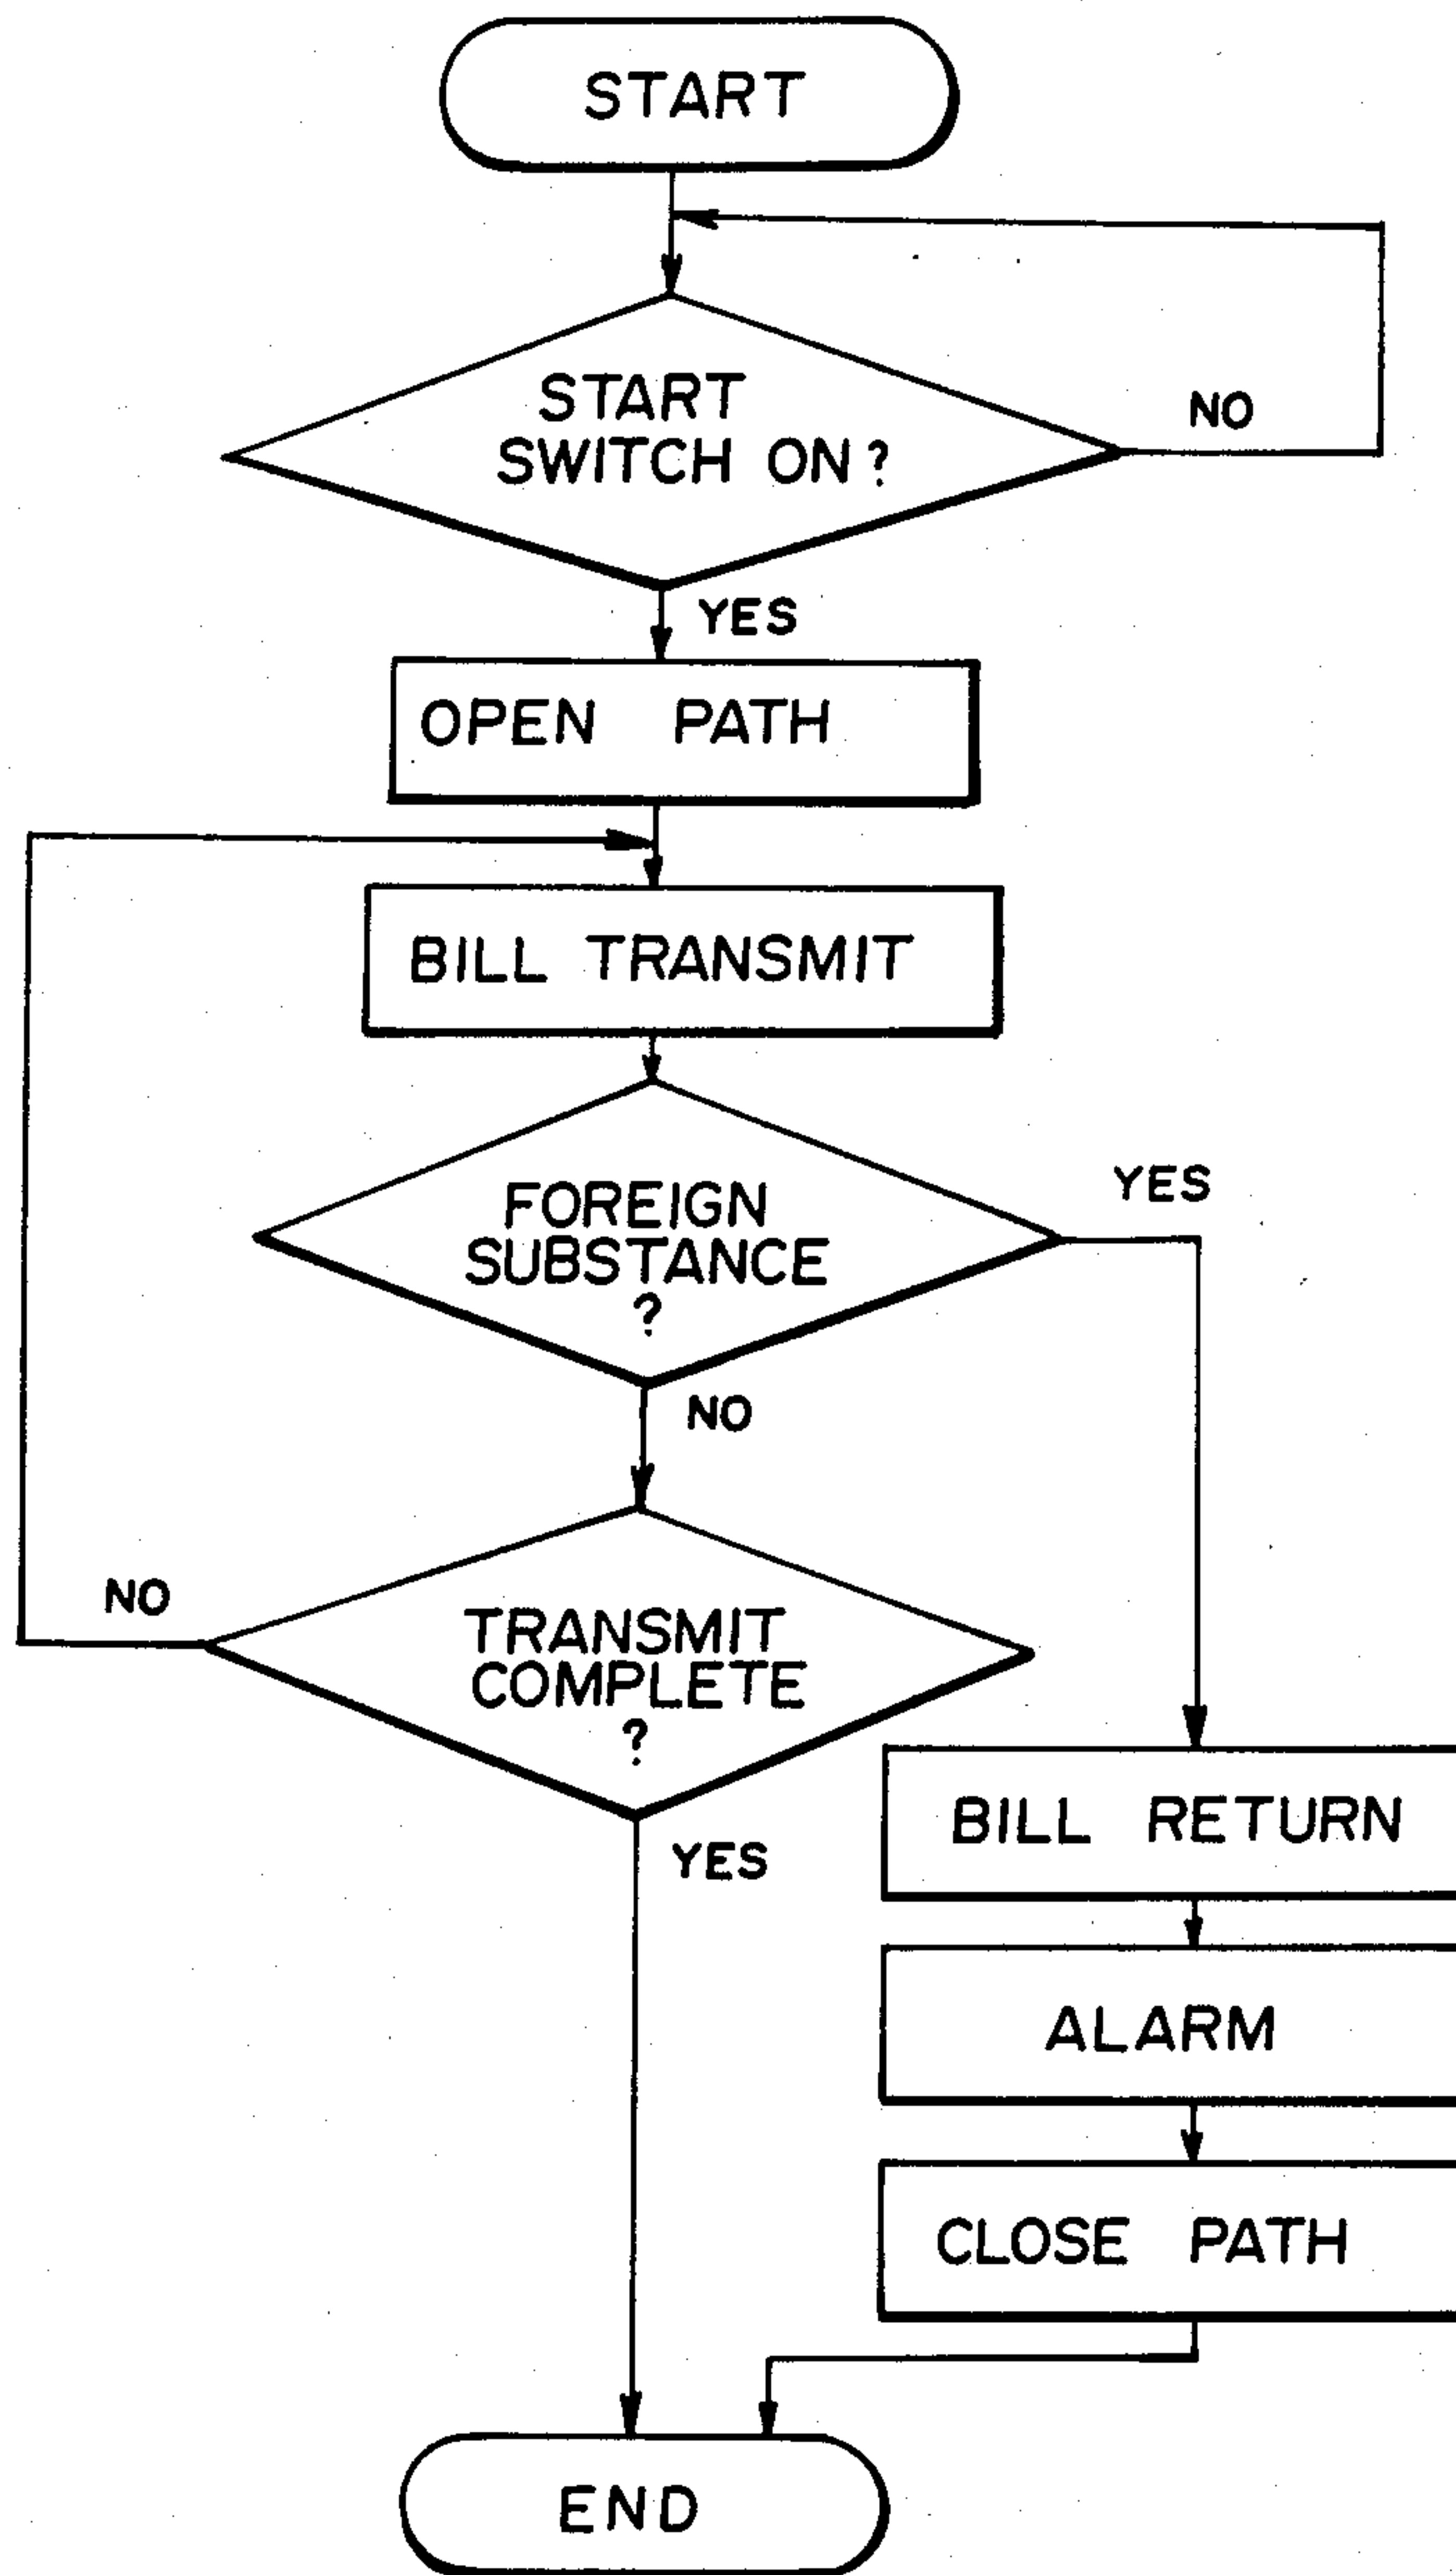 START
START
SWITCH ON?
NO
YES
OPEN PATH
BILL TRANSMIT
FOREIGN
SUBSTANCE
?
YES
NO
TRANSMIT
COMPLETE
?
NO
YES
BILL RETURN
ALARM
CLOSE PATH
END